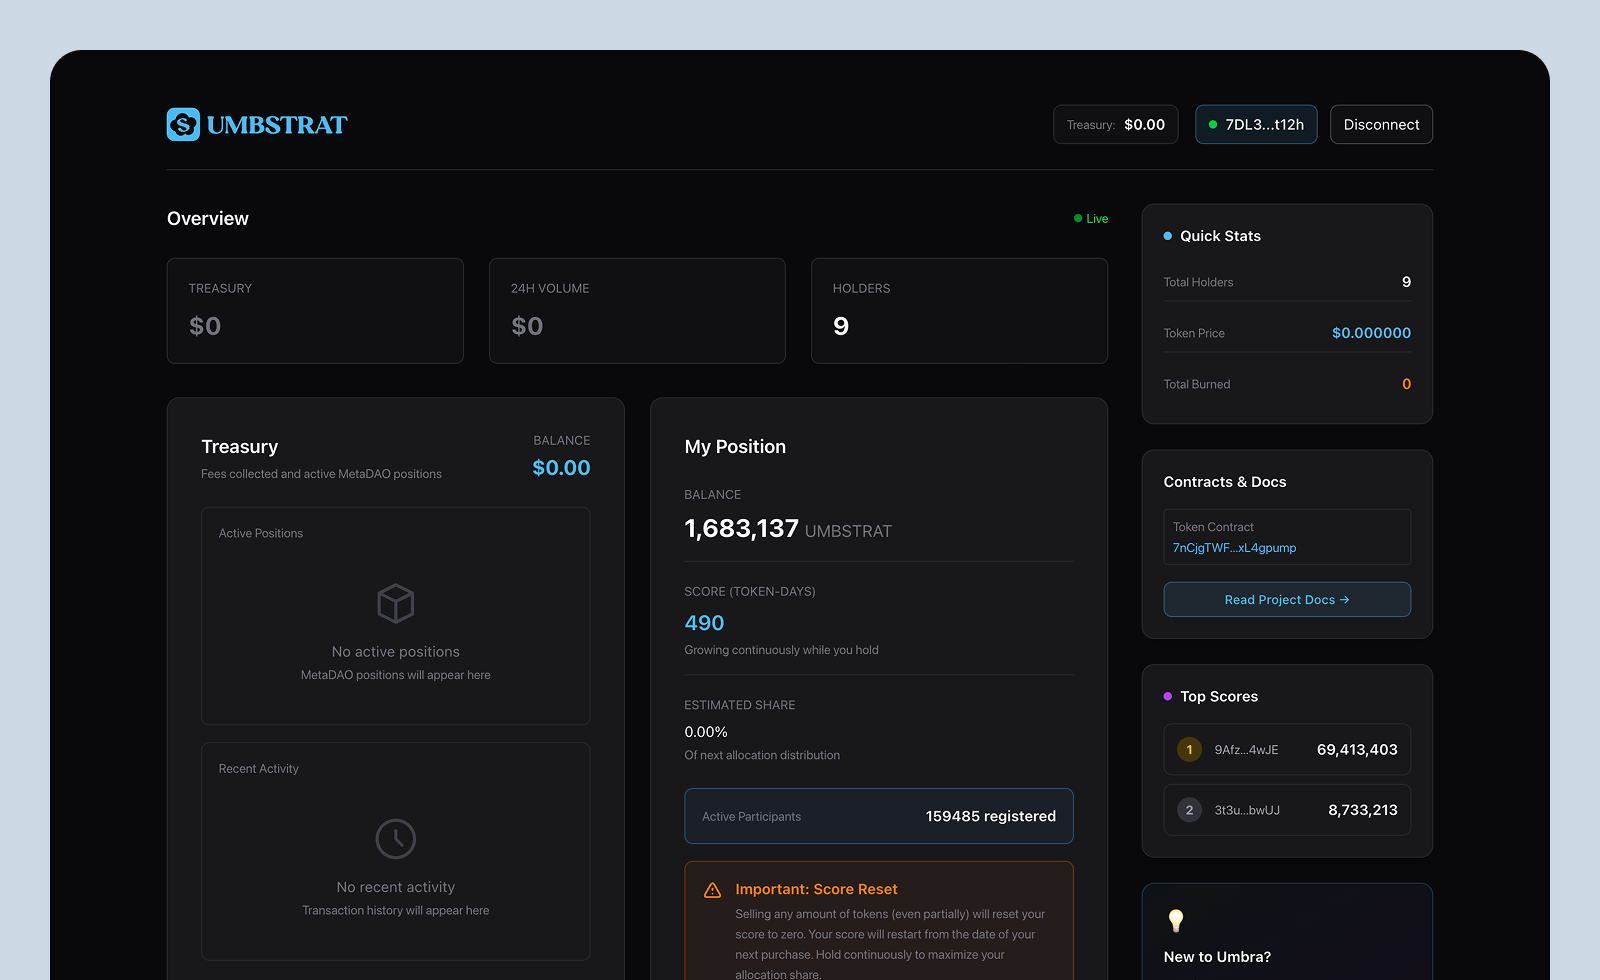 UMBSTRAT
Treasury: $0.00
7DL3...t12h
Disconnect
Overview
Live
TREASURY
$0
24H VOLUME
$0
HOLDERS
9
Treasury
Fees collected and active MetaDAO positions
BALANCE
$0.00
Active Positions
No active positions
MetaDAO positions will appear here
Recent Activity
No recent activity
Transaction history will appear here
My Position
BALANCE
1,683,137 UMBSTRAT
SCORE (TOKEN-DAYS)
490
Growing continuously while you hold
ESTIMATED SHARE
0.00%
Of next allocation distribution
Active Participants 159485 registered
Important: Score Reset
Selling any amount of tokens (even partially) will reset your
score to zero. Your score will restart from the date of your
next purchase. Hold continuously to maximize your
allocation share.
Quick Stats
Total Holders 9
Token Price $0.000000
Total Burned 0
Contracts & Docs
Token Contract
7nCjgTWF...xL4gpump
Read Project Docs →
Top Scores
1 9Afz...4wJE 69,413,403
2 3t3u...bwUJ 8,733,213
New to Umbra?